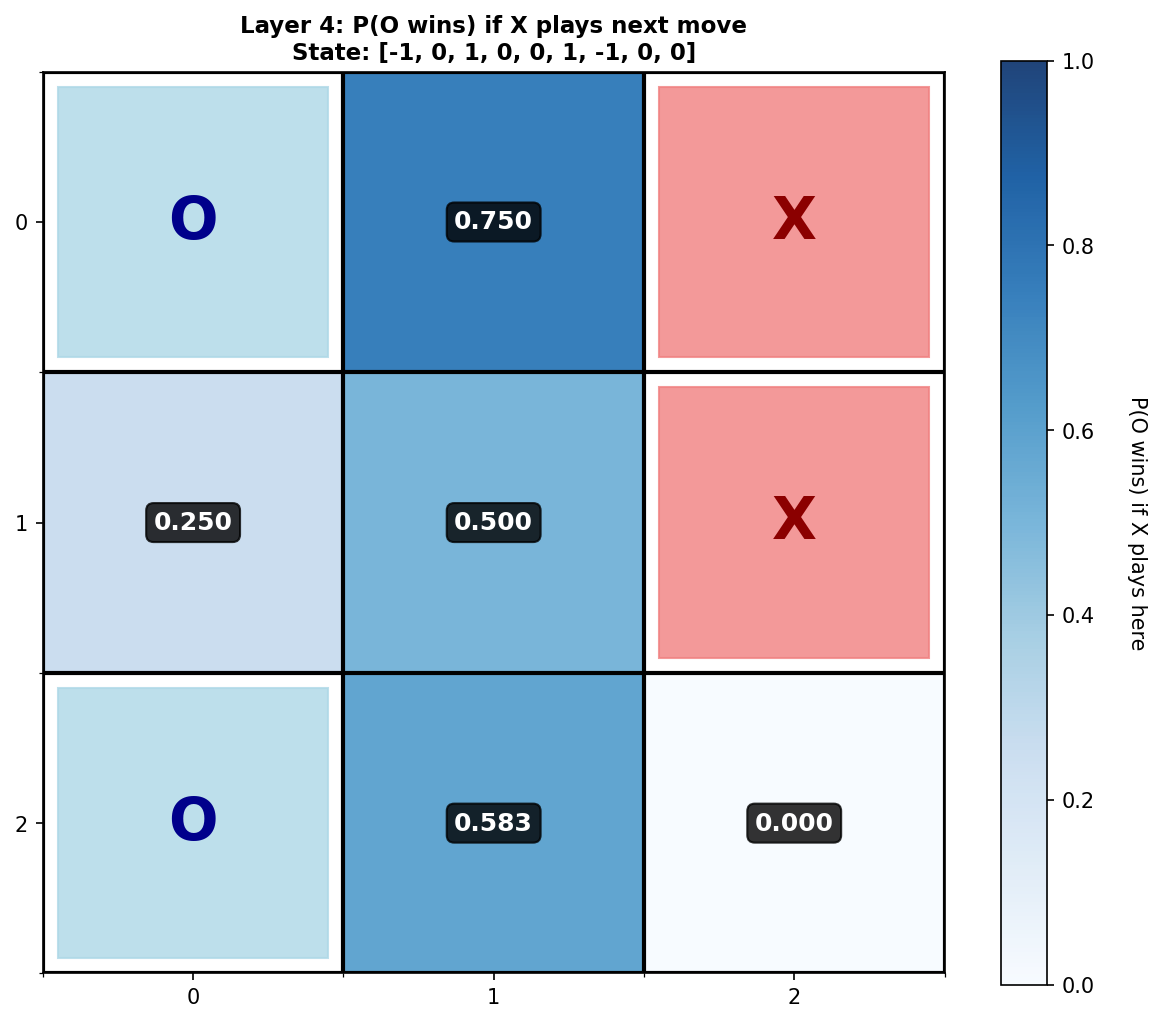 Layer 4: P(O wins) if X plays next move
State: [-1, 0, 1, 0, 0, 1, -1, 0, 0]
O
0.750
X
0
0.250
0.500
X
1
O
0.583
0.000
2
0
1
2
1.0
0.8
0.6
0.4
0.2
0.0
P(O wins) if X plays here